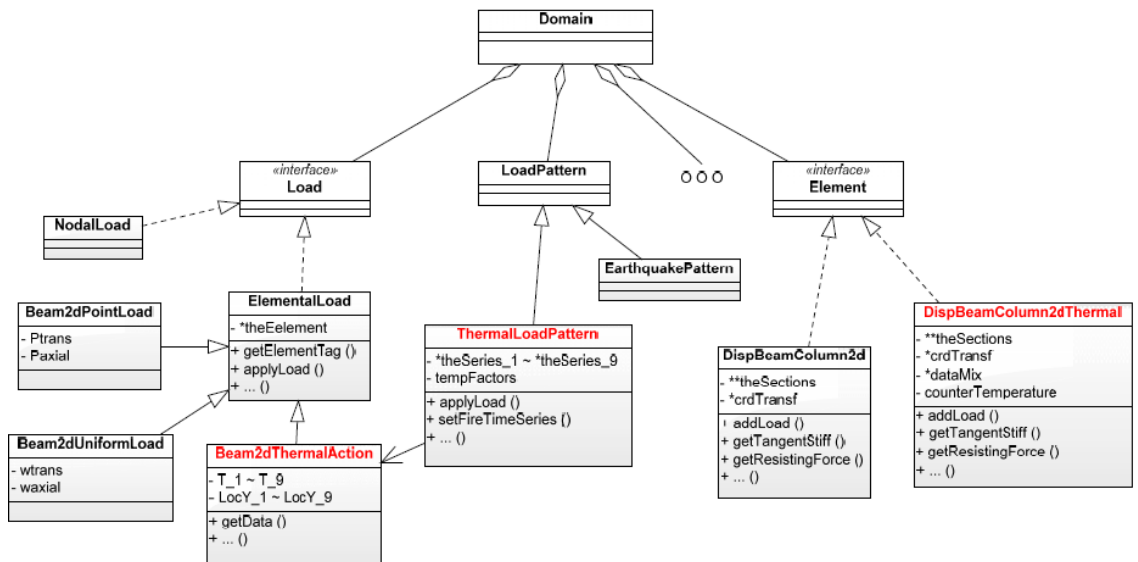 Domain
«interface»
Load
LoadPattern
«interface»
Element
NodalLoad
EarthquakePattern
ElementalLoad
- *theEelement
+ getElementTag ()
+ applyLoad ()
+ ... ()
Beam2dPointLoad
- Ptrans
- Paxial
ThermalLoadPattern
- *theSeries_1 ~ *theSeries_9
- tempFactors
+ applyLoad ()
+ setFireTimeSeries ()
+ ... ()
DispBeamColumn2d
- **theSections
- *crdTransf
+ addLoad ()
+ getTangentStiff ()
+ getResistingForce ()
+ ... ()
DispBeamColumn2dThermal
- **theSections
- *crdTransf
- *dataMix
- counterTemperature
+ addLoad ()
+ getTangentStiff ()
+ getResistingForce ()
+ ... ()
Beam2dUniformLoad
- wtrans
- waxial
Beam2dThermalAction
- T_1 ~ T_9
- LocY_1 ~ LocY_9
+ getData ()
+ ... ()